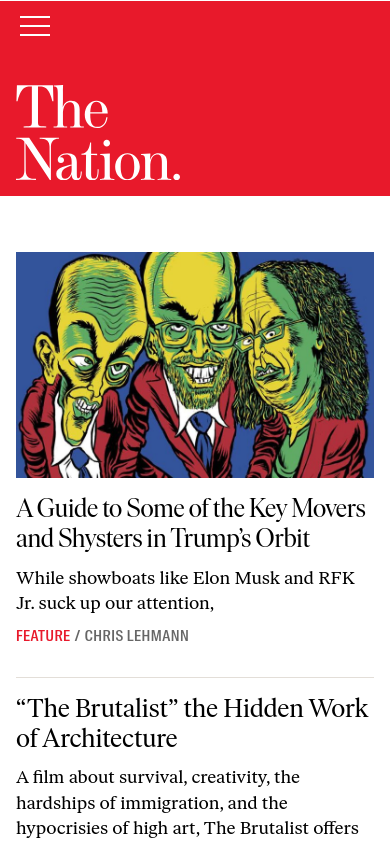 The
Nation.
A Guide to Some of the Key Movers
and Shysters in Trump’s Orbit
While showboats like Elon Musk and RFK
Jr. suck up our attention,
FEATURE / CHRIS LEHMANN
“The Brutalist” the Hidden Work
of Architecture
A film about survival, creativity, the
hardships of immigration, and the
hypocrisies of high art, The Brutalist offers